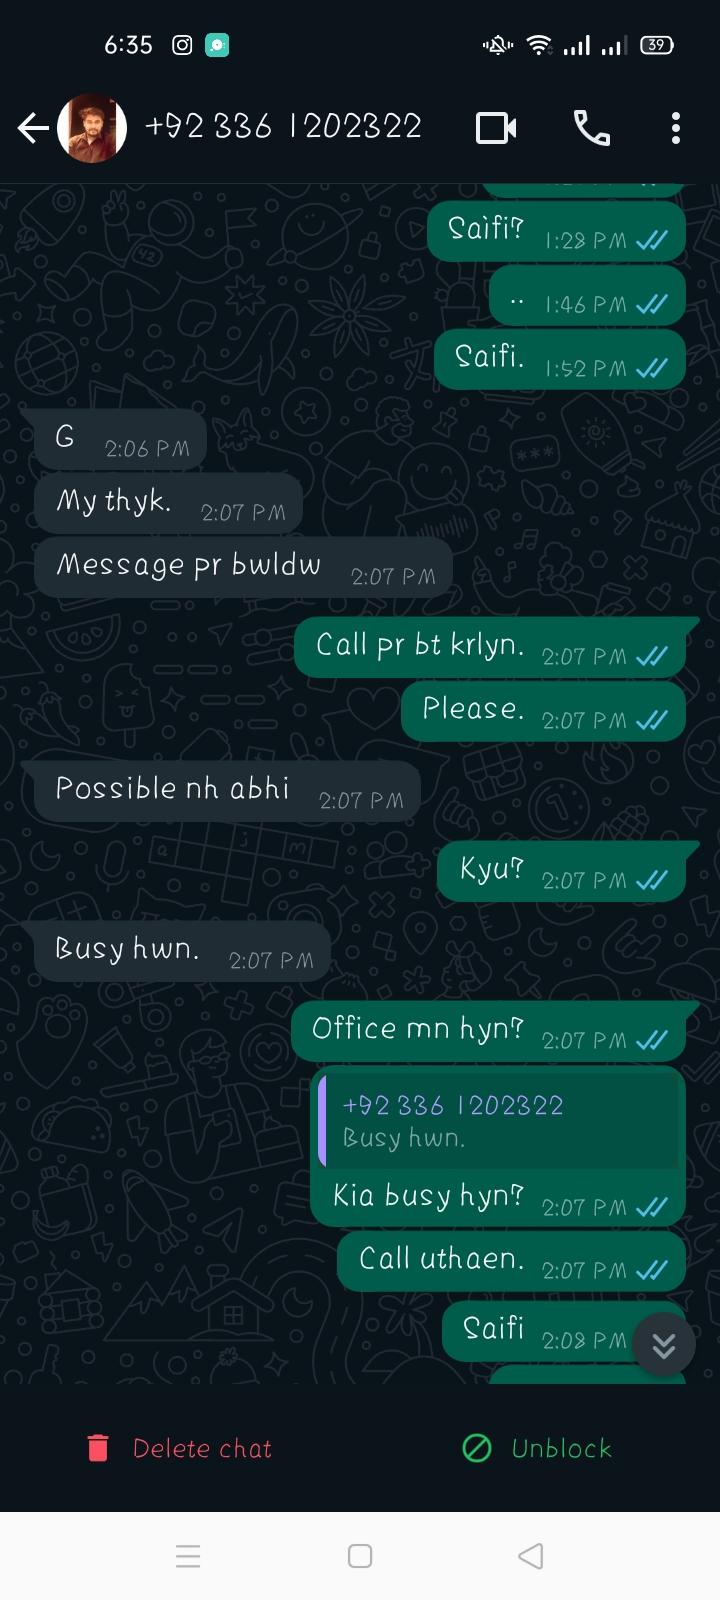 6:35
39
+92 336 1202322
Saifi?
1:28 PM
..
1:46 PM
Saifi.
1:52 PM
G
2:06 PM
My thyk.
2:07 PM
Message pr bwldw
2:07 PM
Call pr bt krlyn.
2:07 PM
Please.
2:07 PM
Possible nh abhi
2:07 PM
Kyu?
2:07 PM
Busy hwn.
2:07 PM
Office mn hyn?
2:07 PM
+92 336 1202322
Busy hwn.
Kia busy hyn?
2:07 PM
Call uthaen.
2:07 PM
Saifi
2:08 PM
Delete chat
Unblock